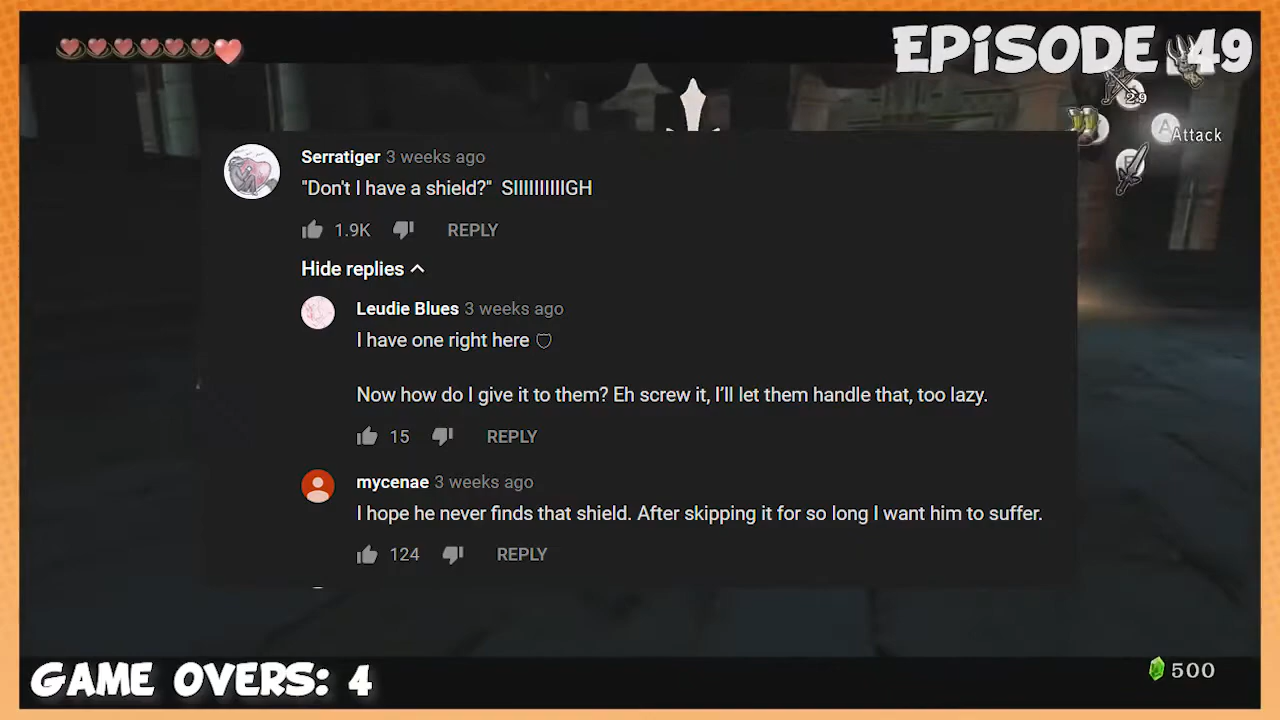 EPISODE 49
29
Attack
Serratiger 3 weeks ago
"Don't I have a shield?" SIIIIIIIIIIGH
1.9K REPLY
Hide replies
Leudie Blues 3 weeks ago
I have one right here 🛡
Now how do I give it to them? Eh screw it, I’ll let them handle that, too lazy.
15 REPLY
mycenae 3 weeks ago
I hope he never finds that shield. After skipping it for so long I want him to suffer.
124 REPLY
GAME OVERS: 4
500